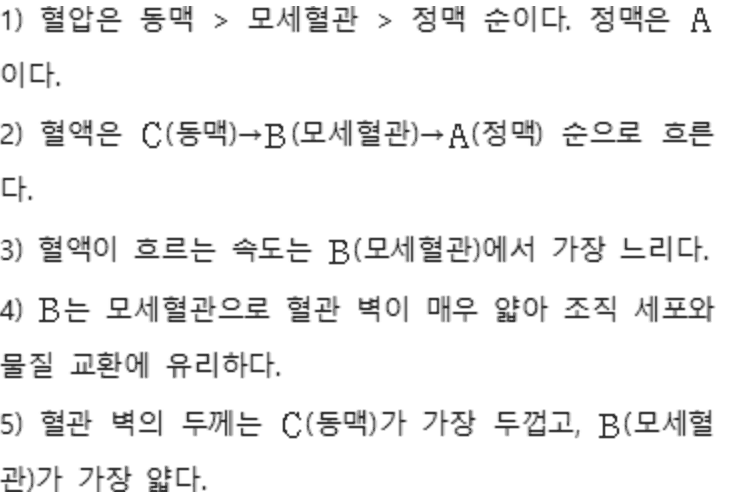 1) 혈압은 동맥 > 모세혈관 > 정맥 순이다. 정맥은 A
이다.
2) 혈액은 C(동맥)→B(모세혈관)→A(정맥) 순으로 흐른
다.
3) 혈액이 흐르는 속도는 B(모세혈관)에서 가장 느리다.
4) B는 모세혈관으로 혈관 벽이 매우 얇아 조직 세포와
물질 교환에 유리하다.
5) 혈관 벽의 두께는 C(동맥)가 가장 두껍고, B(모세혈
관)가 가장 얇다.